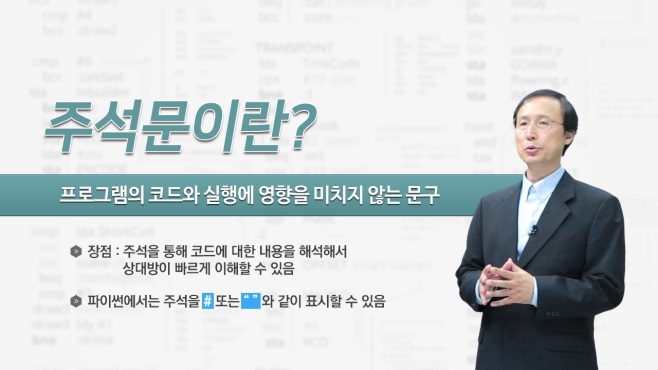 주석문이란?
프로그램의 코드와 실행에 영향을 미치지 않는 문구
장점 : 주석을 통해 코드에 대한 내용을 해석해서
상대방이 빠르게 이해할 수 있음
파이썬에서는 주석을 # 또는 “ ” 와 같이 표시할 수 있음